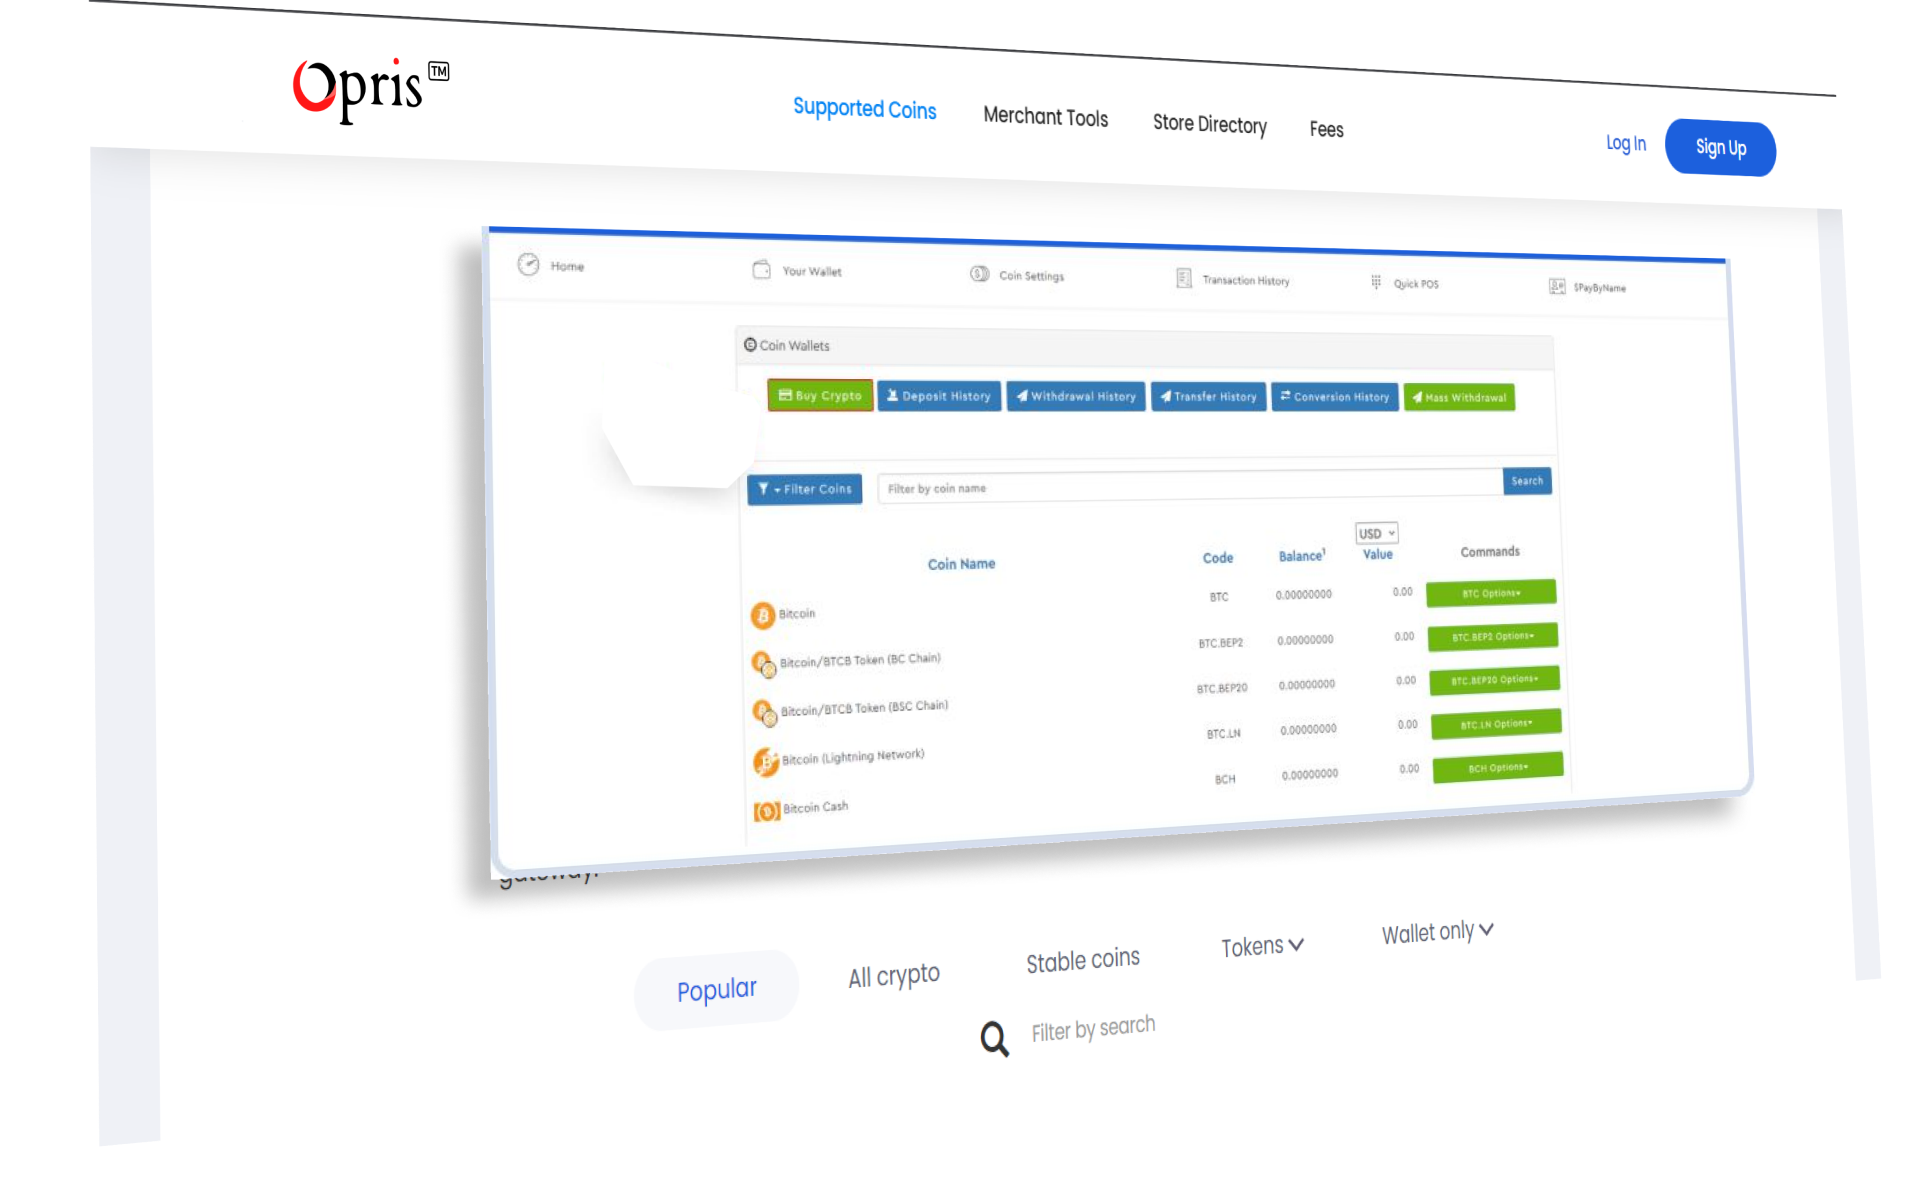 Opris TM
Supported Coins Merchant Tools Store Directory Fees Log In Sign Up
Home Your Wallet Coin Settings Transaction History Quick POS $PayByName
Coin Wallets
Buy Crypto Deposit History Withdrawal History Transfer History Conversion History Mass Withdrawal
Filter Coins Filter by coin name Search
USD
Coin Name Code Balance¹ Value Commands
Bitcoin BTC 0.00000000 0.00 BTC Options
Bitcoin/BTCB Token (BC Chain) BTC.BEP2 0.00000000 0.00 BTC.BEP2 Options
Bitcoin/BTCB Token (BSC Chain) BTC.BEP20 0.00000000 0.00 BTC.BEP20 Options
Bitcoin (Lightning Network) BTC.LN 0.00000000 0.00 BTC.LN Options
Bitcoin Cash BCH 0.00000000 0.00 BCH Options
Popular All crypto Stable coins Tokens Wallet only
Filter by search